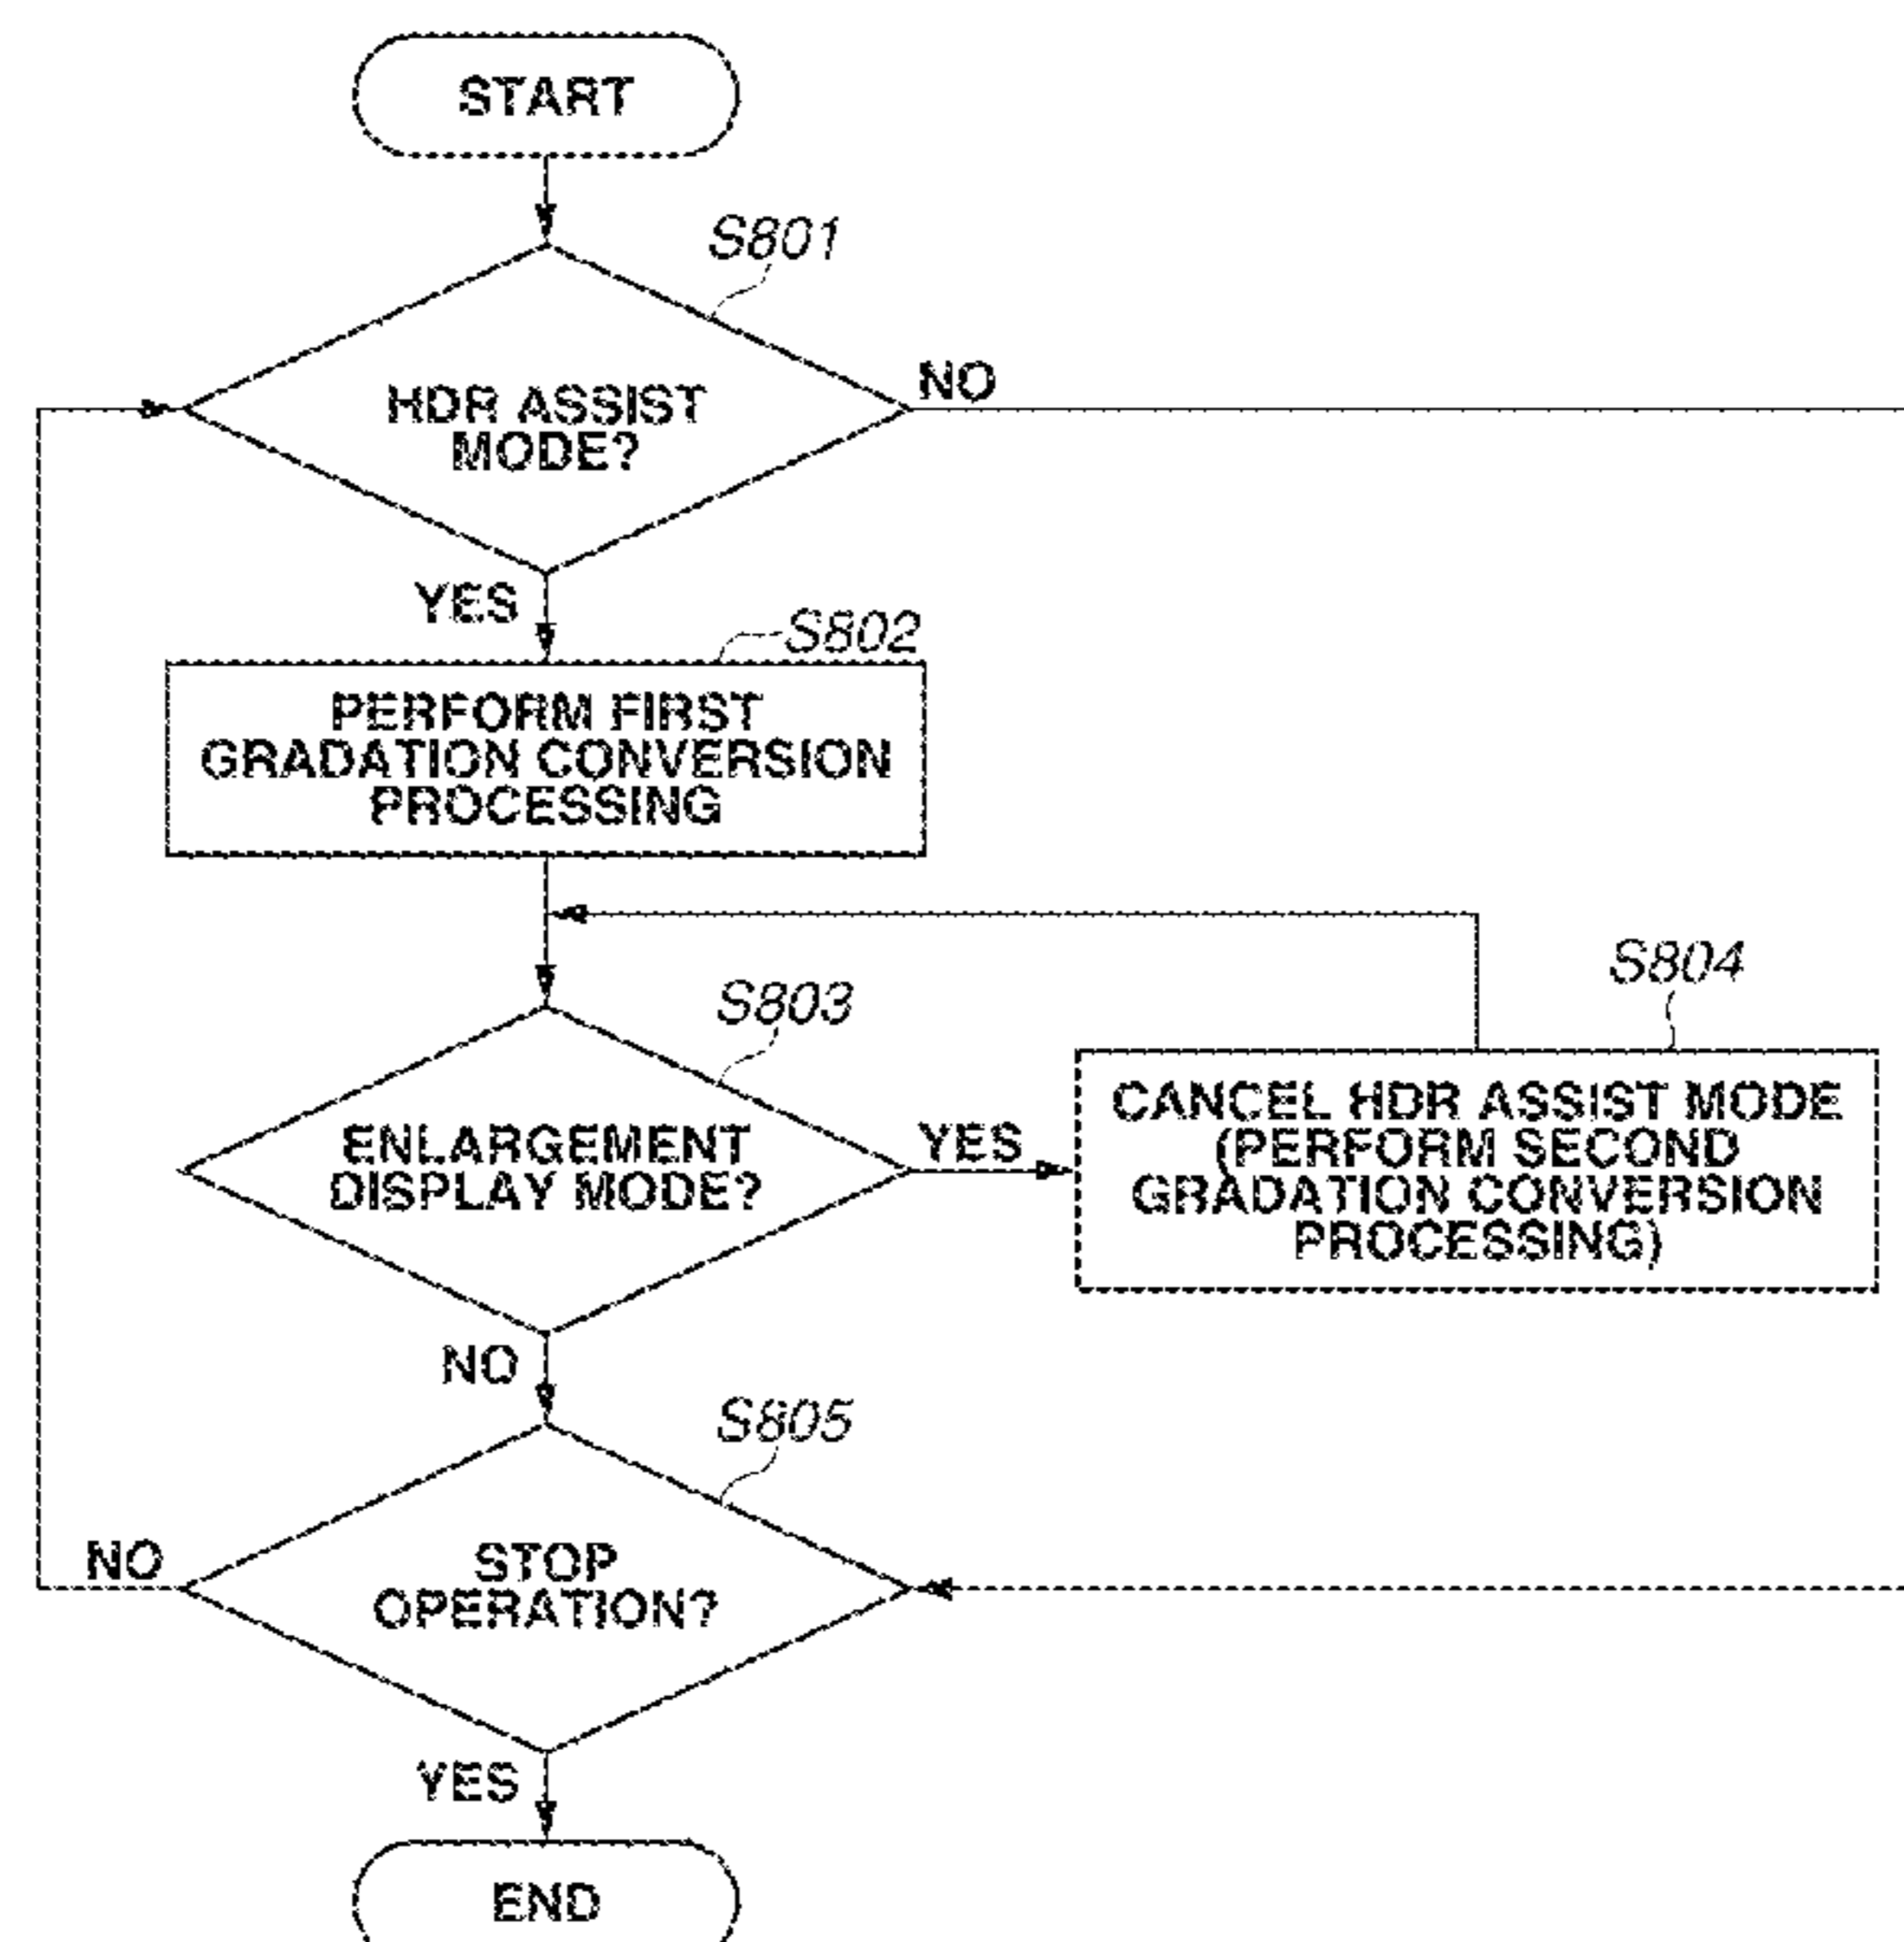 START
S801
HDR ASSIST
MODE?
NO
YES
S802
PERFORM FIRST
GRADATION CONVERSION
PROCESSING
S803
S804
ENLARGEMENT
DISPLAY MODE?
YES
CANCEL HDR ASSIST MODE
(PERFORM SECOND
GRADATION CONVERSION
PROCESSING)
NO
S805
STOP
OPERATION?
NO
YES
END